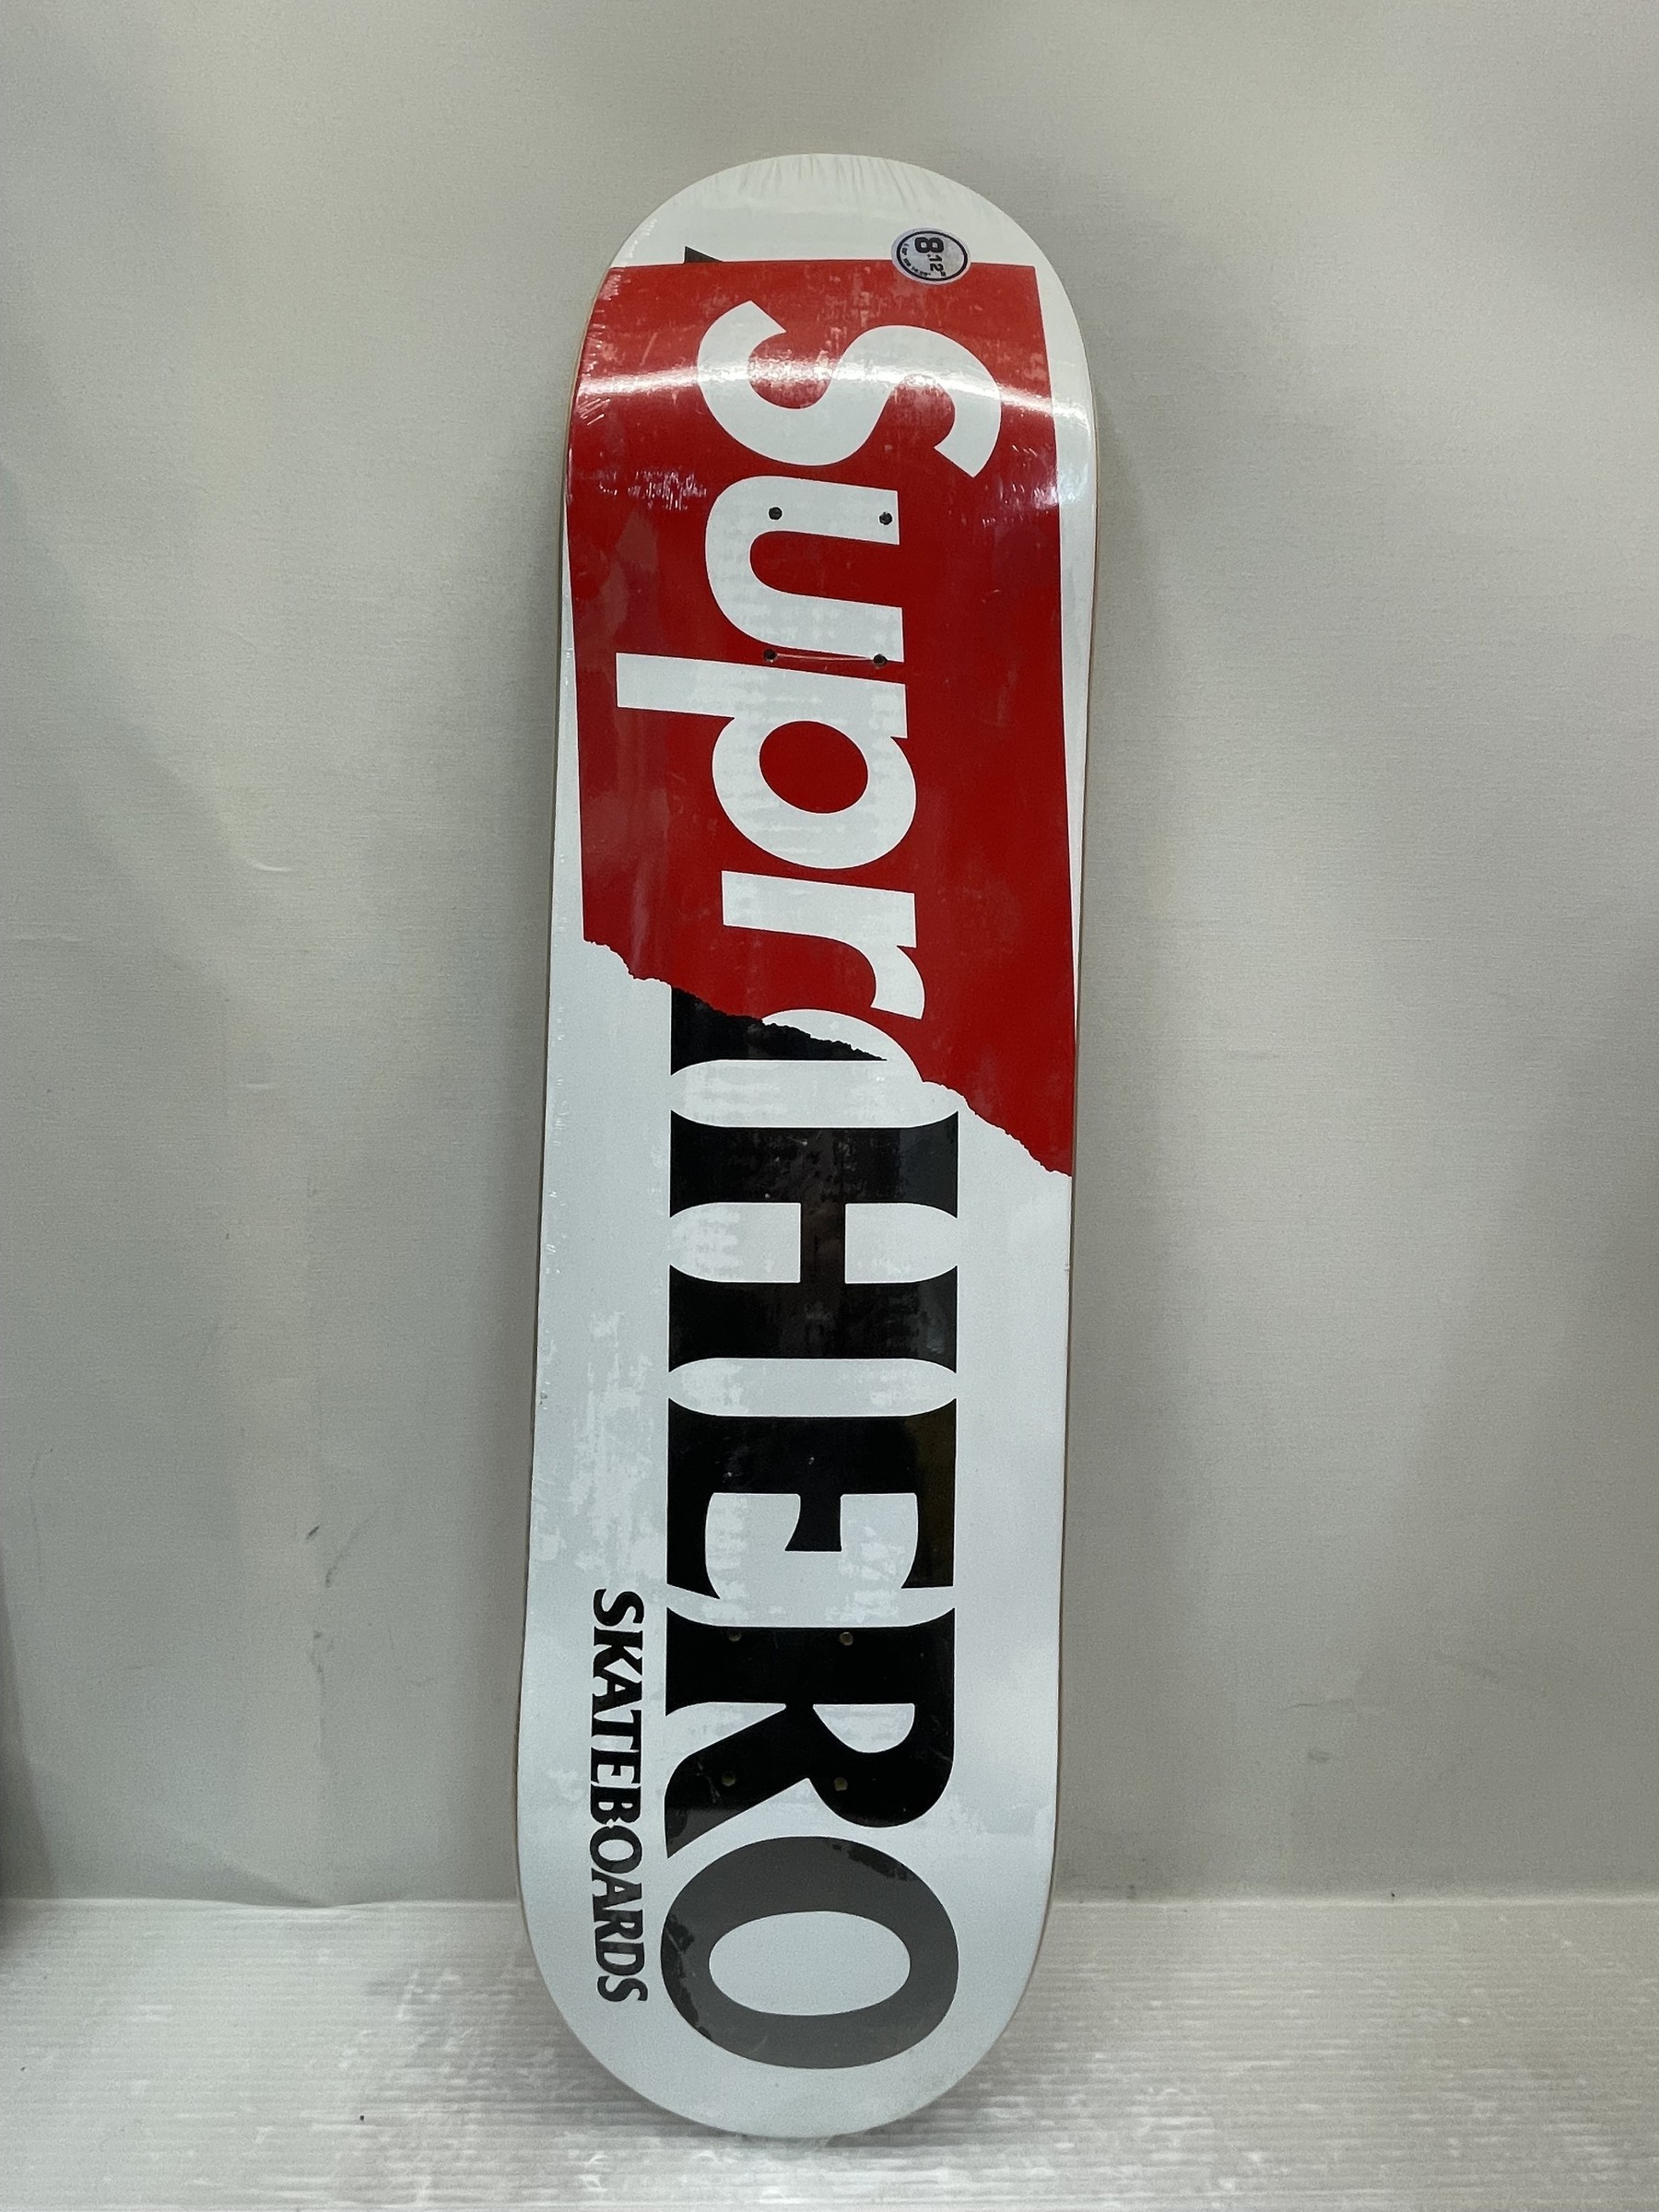 8.12"
Supr
HERO
SKATEBOARDS